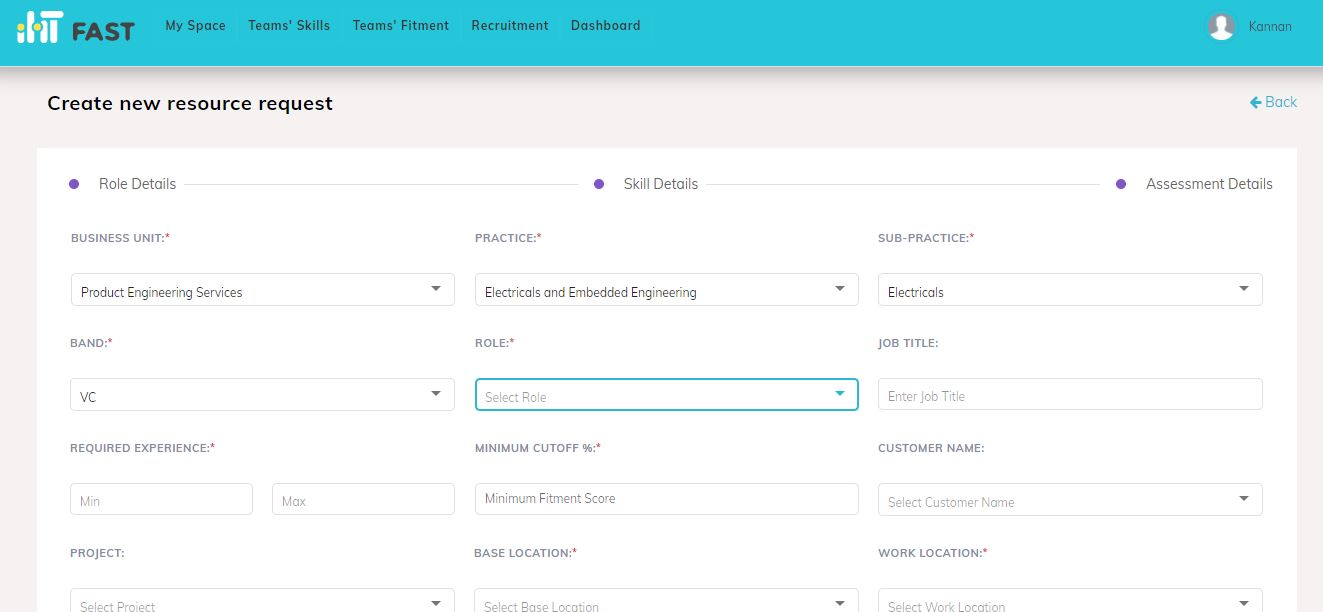 iHT FAST My Space Teams' Skills Teams' Fitment Recruitment Dashboard Kannan
Create new resource request Back
Role Details Skill Details Assessment Details
BUSINESS UNIT:* PRACTICE:* SUB-PRACTICE:*
Product Engineering Services Electricals and Embedded Engineering Electricals
BAND:* ROLE:* JOB TITLE:
VC Select Role Enter Job Title
REQUIRED EXPERIENCE:* MINIMUM CUTOFF %:* CUSTOMER NAME:
Min Max Minimum Fitment Score Select Customer Name
PROJECT: BASE LOCATION:* WORK LOCATION:*
Select Project Select Base Location Select Work Location